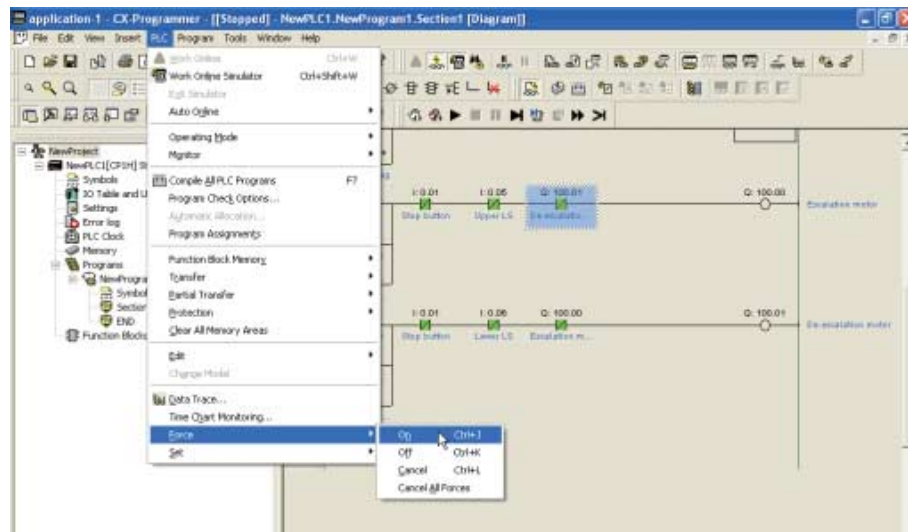 application-1 - CX-Programmer - [[Stopped] - NewPLC1.NewProgram1.Section1 [Diagram]]
File Edit View Insert PLC Program Tools Window Help
Work Online Ctrl+W
Work Online Simulator Ctrl+Shift+W
Exit Simulator
Auto Online
Operating Mode
Monitor
Compile All PLC Programs F7
Program Check Options...
Automatic Allocation...
Program Assignments
Function Block Memory
Transfer
Partial Transfer
Protection
Clear All Memory Areas
Edit
Change Model
Data Trace...
Time Chart Monitoring...
Force
Set
On Ctrl+J
Off Ctrl+K
Cancel Ctrl+L
Cancel All Forces
NewProject
NewPLC1[CP1H] S
Symbols
IO Table and U
Settings
Error log
PLC Clock
Memory
Programs
NewProgra
Symbol
Section
END
Function Blocks
I: 0.01 I: 0.05 Q: 100.01 Q: 100.00
Stop button Upper LS De-escalatio... Escalation motor
I: 0.01 I: 0.06 Q: 100.00 Q: 100.01
Stop button Lower LS Escalation m... De-escalation motor